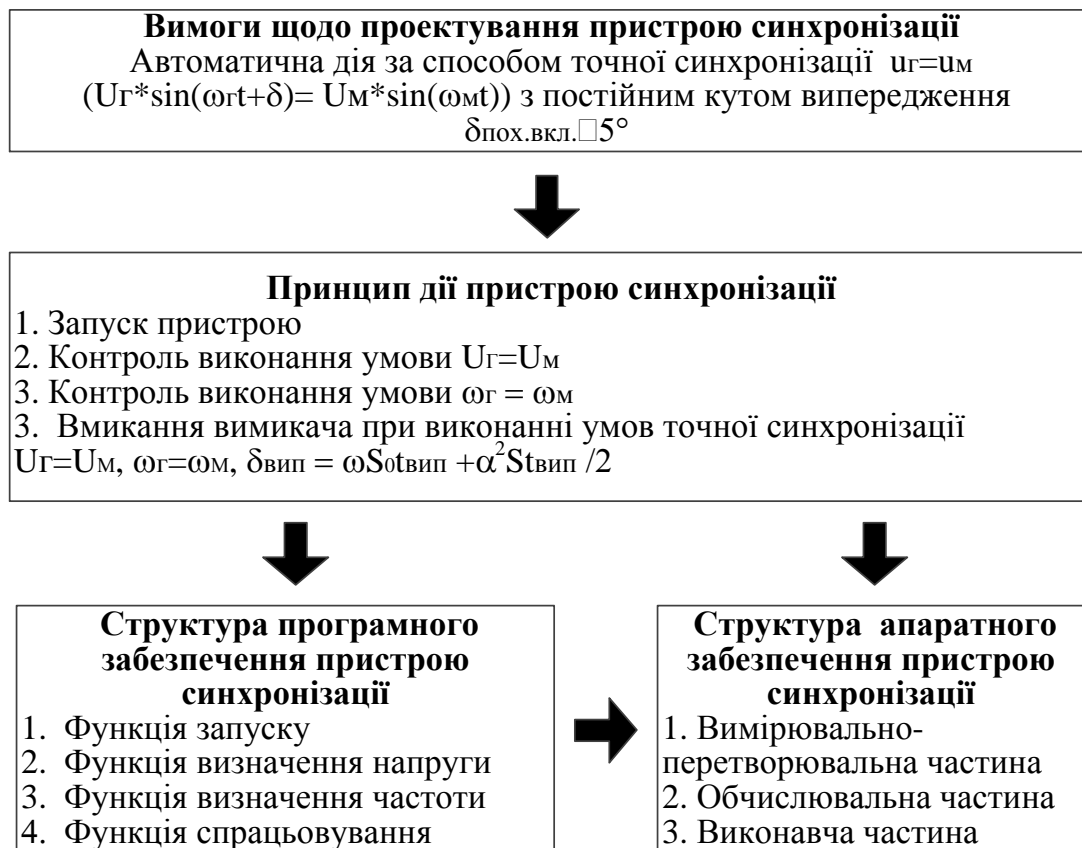 Вимоги щодо проектування пристрою синхронізації
Автоматична дія за способом точної синхронізації uг=uм
(Uг*sin(ωгt+δ)= Uм*sin(ωмt)) з постійним кутом випередження
δпох.вкл.□5°
Принцип дії пристрою синхронізації
1. Запуск пристрою
2. Контроль виконання умови Uг=Uм
3. Контроль виконання умови ωг = ωм
3. Вмикання вимикача при виконанні умов точної синхронізації
Uг=Uм, ωг=ωм, δвип = ωS₀tвип +α²Stвип /2
Структура програмного
забезпечення пристрою
синхронізації
1. Функція запуску
2. Функція визначення напруги
3. Функція визначення частоти
4. Функція спрацьовування
Структура апаратного
забезпечення пристрою
синхронізації
1. Вимірювально-
перетворювальна частина
2. Обчислювальна частина
3. Виконавча частина